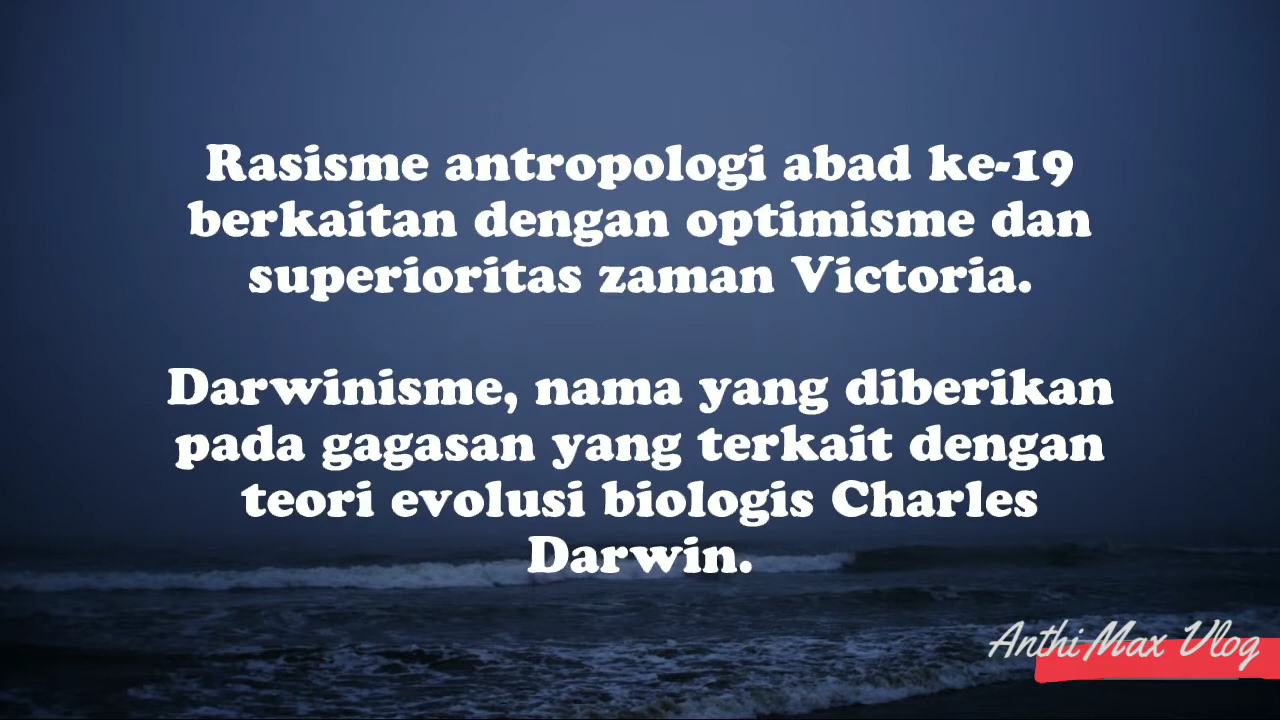 Rasisme antropologi abad ke-19
berkaitan dengan optimisme dan
superioritas zaman Victoria.
Darwinisme, nama yang diberikan
pada gagasan yang terkait dengan
teori evolusi biologis Charles
Darwin.
Anthi Max Vlog